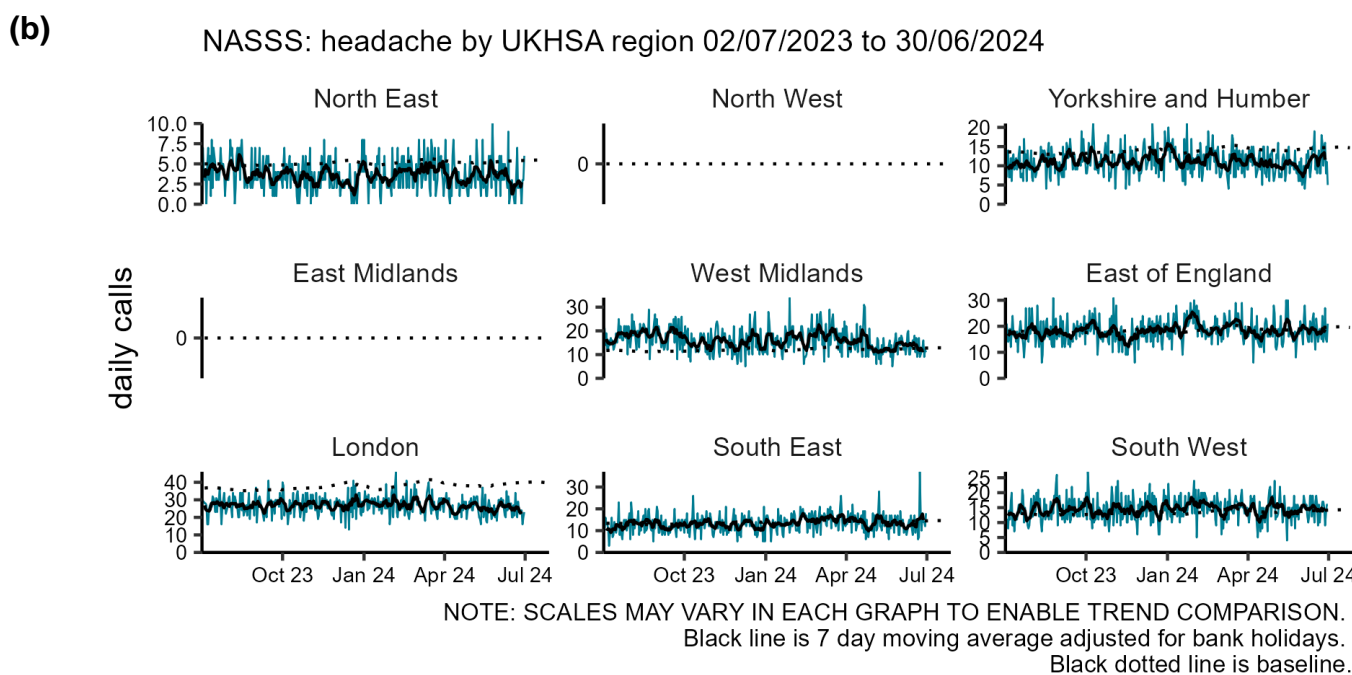 (b)
NASSS: headache by UKHSA region 02/07/2023 to 30/06/2024
North East
North West
Yorkshire and Humber
10.0
7.5
5.0
2.5
0.0
0
20
15
10
5
0
daily calls
East Midlands
West Midlands
East of England
0
30
20
10
0
30
20
10
0
London
South East
South West
40
30
20
10
0
30
20
10
0
25
20
15
10
5
0
Oct 23 Jan 24 Apr 24 Jul 24
Oct 23 Jan 24 Apr 24 Jul 24
Oct 23 Jan 24 Apr 24 Jul 24
NOTE: SCALES MAY VARY IN EACH GRAPH TO ENABLE TREND COMPARISON.
Black line is 7 day moving average adjusted for bank holidays.
Black dotted line is baseline.